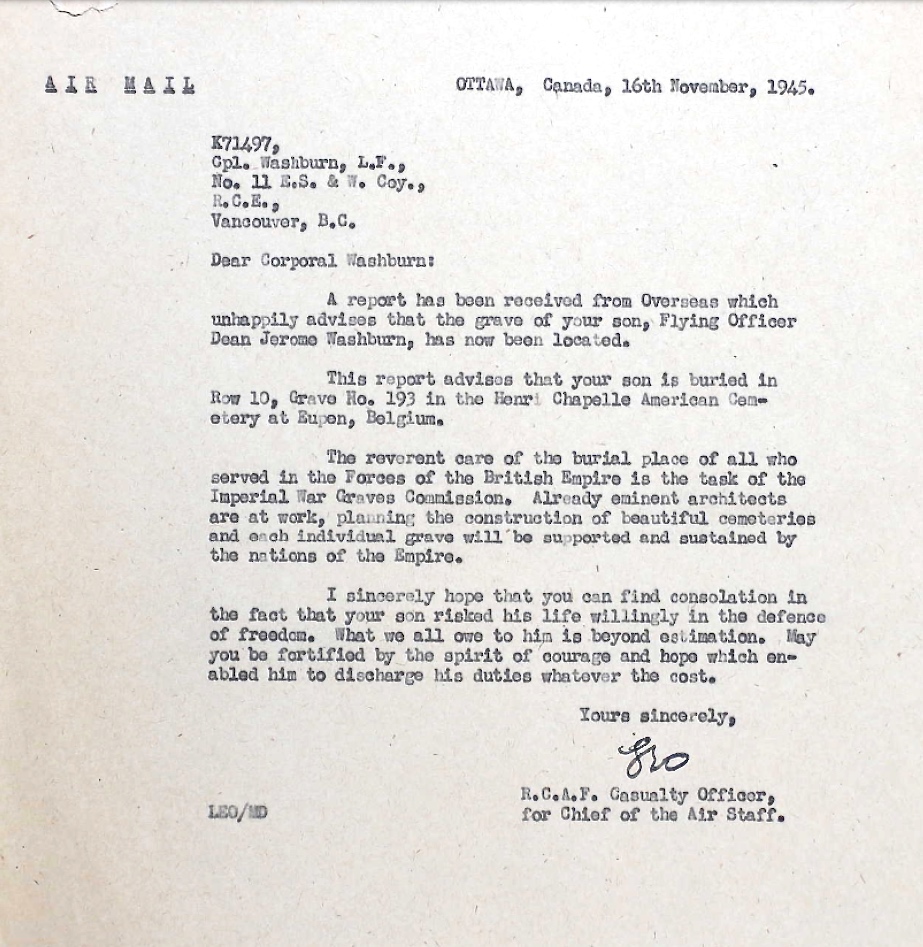 AIR MAIL
OTTAWA, Canada, 16th November, 1945.
K71497,
Cpl. Washburn, L.F.,
No. 11 E.S. & W. Coy.,
R.C.E.,
Vancouver, B.C.
Dear Corporal Washburn:
A report has been received from Overseas which
unhappily advises that the grave of your son, Flying Officer
Dean Jerome Washburn, has now been located.
This report advises that your son is buried in
Row 10, Grave No. 193 in the Henri Chapelle American Cem-
etery at Eupen, Belgium.
The reverent care of the burial place of all who
served in the Forces of the British Empire is the task of the
Imperial War Graves Commission. Already eminent architects
are at work, planning the construction of beautiful cemeteries
and each individual grave will be supported and sustained by
the nations of the Empire.
I sincerely hope that you can find consolation in
the fact that your son risked his life willingly in the defence
of freedom. What we all owe to him is beyond estimation. May
you be fortified by the spirit of courage and hope which en-
abled him to discharge his duties whatever the cost.
Yours sincerely,
R.C.A.F. Casualty Officer,
for Chief of the Air Staff.
LEO/MD